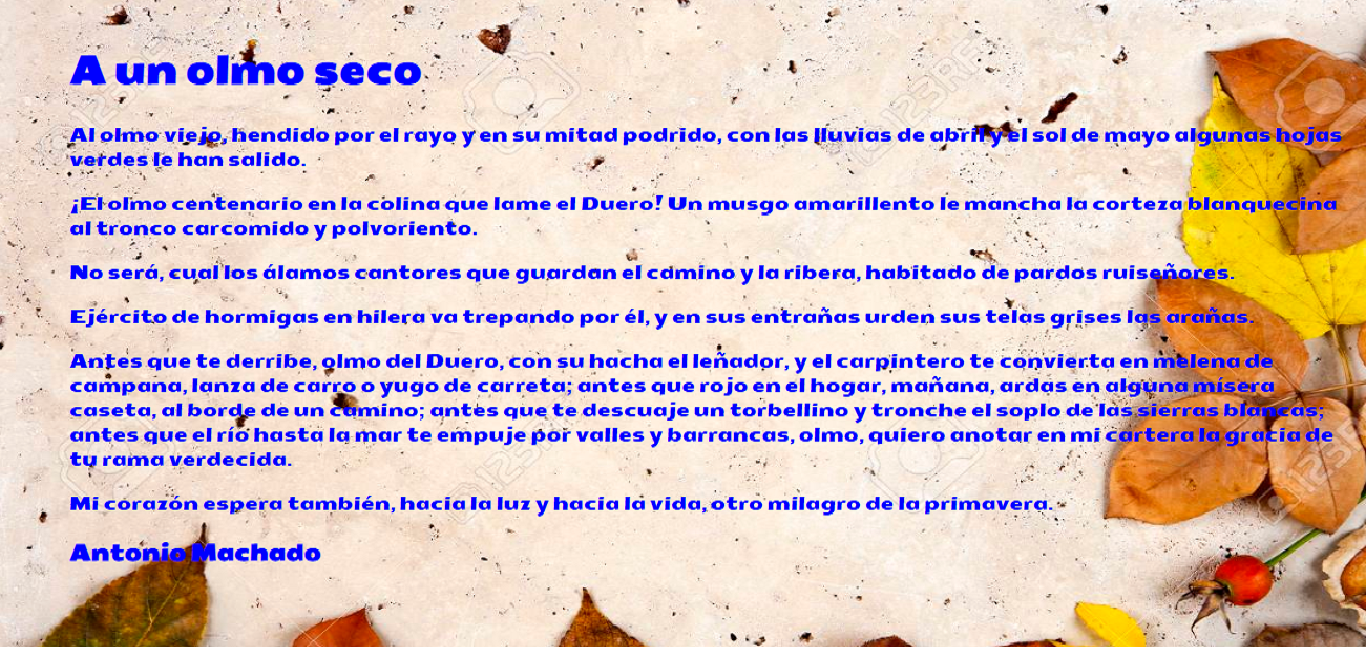 A un olmo seco
Al olmo viejo, hendido por el rayo y en su mitad podrido, con las lluvias de abril y el sol de mayo algunas hojas
verdes le han salido.
¡El olmo centenario en la colina que lame el Duero! Un musgo amarillento le mancha la corteza blanquecina
al tronco carcomido y polvoriento.
No será, cual los álamos cantores que guardan el camino y la ribera, habitado de pardos ruiseñores.
Ejército de hormigas en hilera va trepando por él, y en sus entrañas urden sus telas grises las arañas.
Antes que te derribe, olmo del Duero, con su hacha el leñador, y el carpintero te convierta en melena de
campana, lanza de carro o yugo de carreta; antes que rojo en el hogar, mañana, ardas en alguna mísera
caseta, al borde de un camino; antes que te descuaje un torbellino y tronche el soplo de las sierras blancas;
antes que el río hasta la mar te empuje por valles y barrancas, olmo, quiero anotar en mi cartera la gracia de
tu rama verdecida.
Mi corazón espera también, hacia la luz y hacia la vida, otro milagro de la primavera.
Antonio Machado